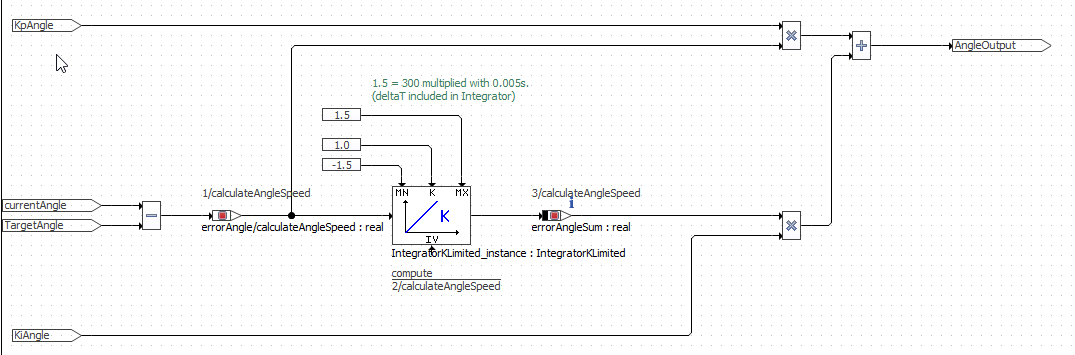 KpAngle
AngleOutput
1.5 = 300 multiplied with 0.005s.
(deltaT included in Integrator)
1.5
1.0
-1.5
1/calculateAngleSpeed
MN K MX
3/calculateAngleSpeed
currentAngle
TargetAngle
K
errorAngle/calculateAngleSpeed : real
errorAngleSum : real
IV
IntegratorKLimited_instance : IntegratorKLimited
compute
2/calculateAngleSpeed
KiAngle